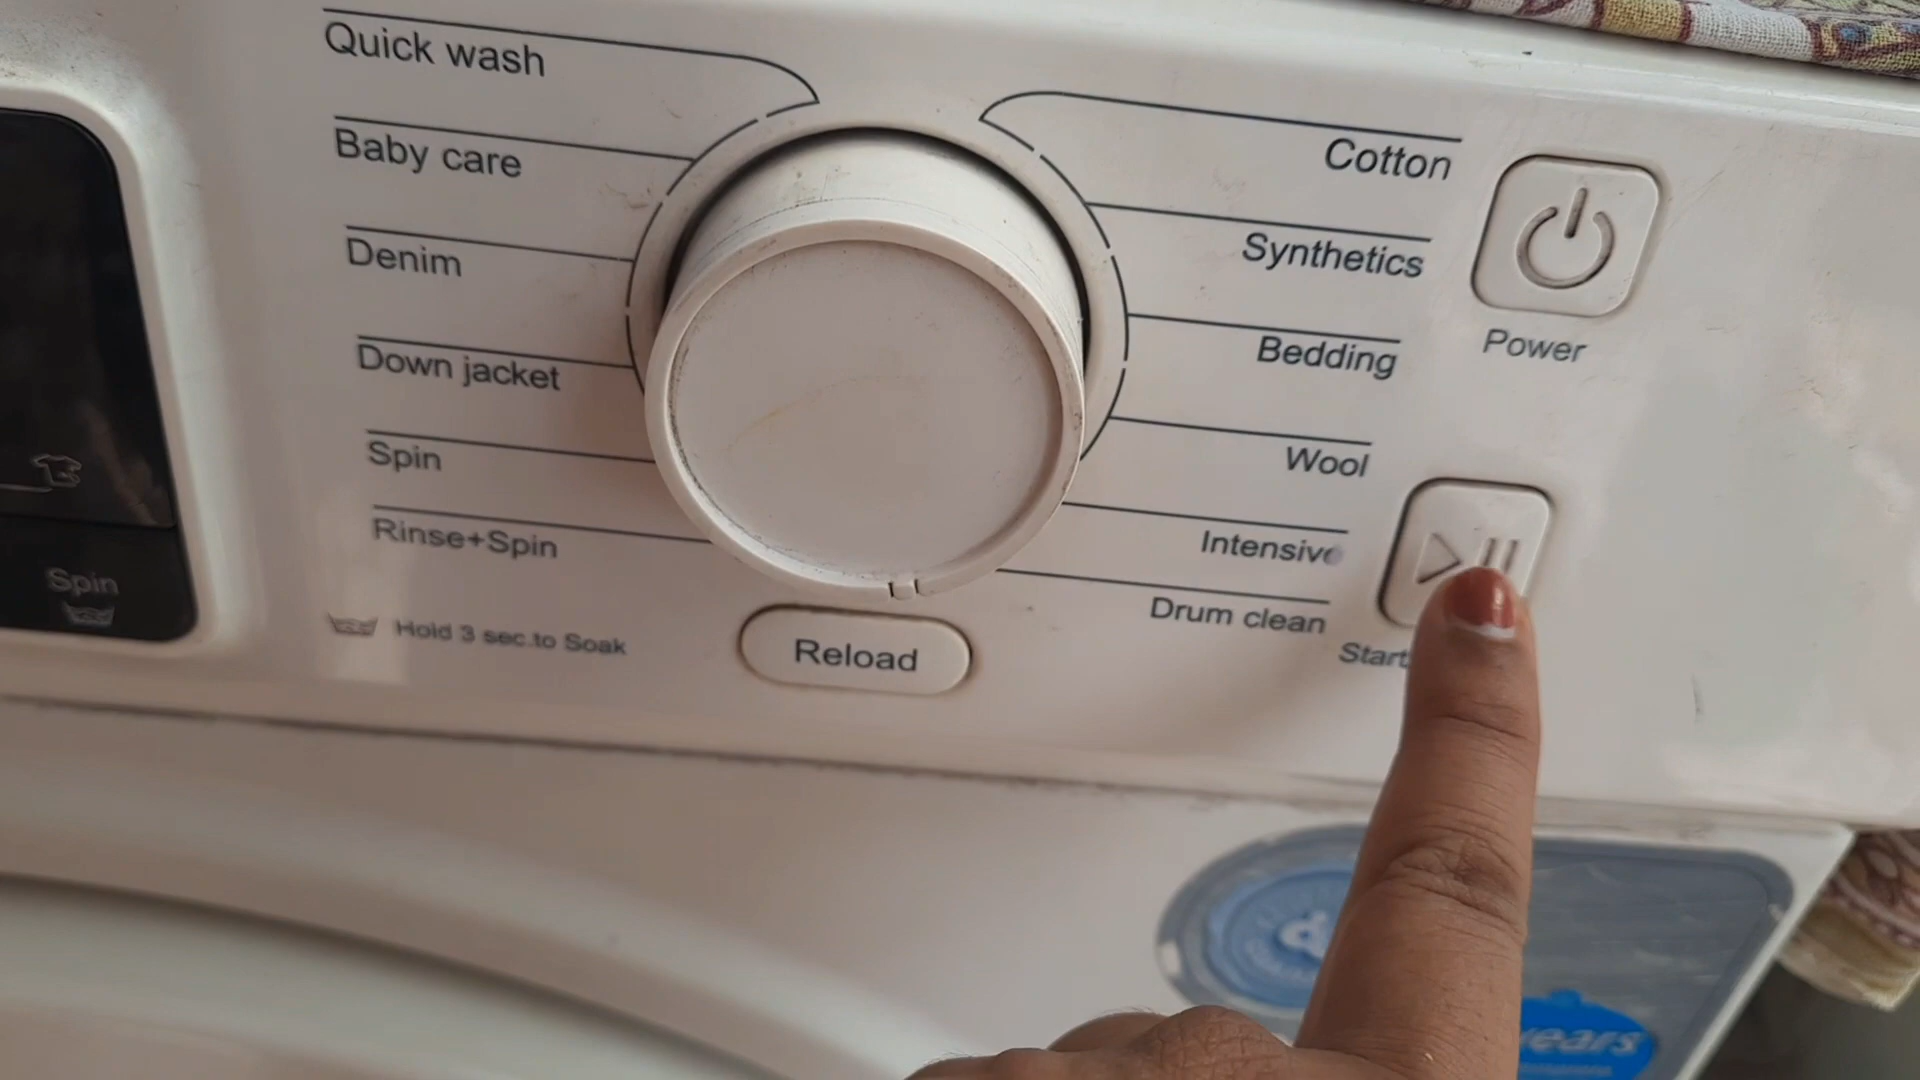 Quick wash
Baby care
Denim
Down jacket
Spin
Rinse+Spin
Hold 3 sec.to Soak
Spin
Reload
Cotton
Synthetics
Bedding
Wool
Intensive
Drum clean
Power
Start
years